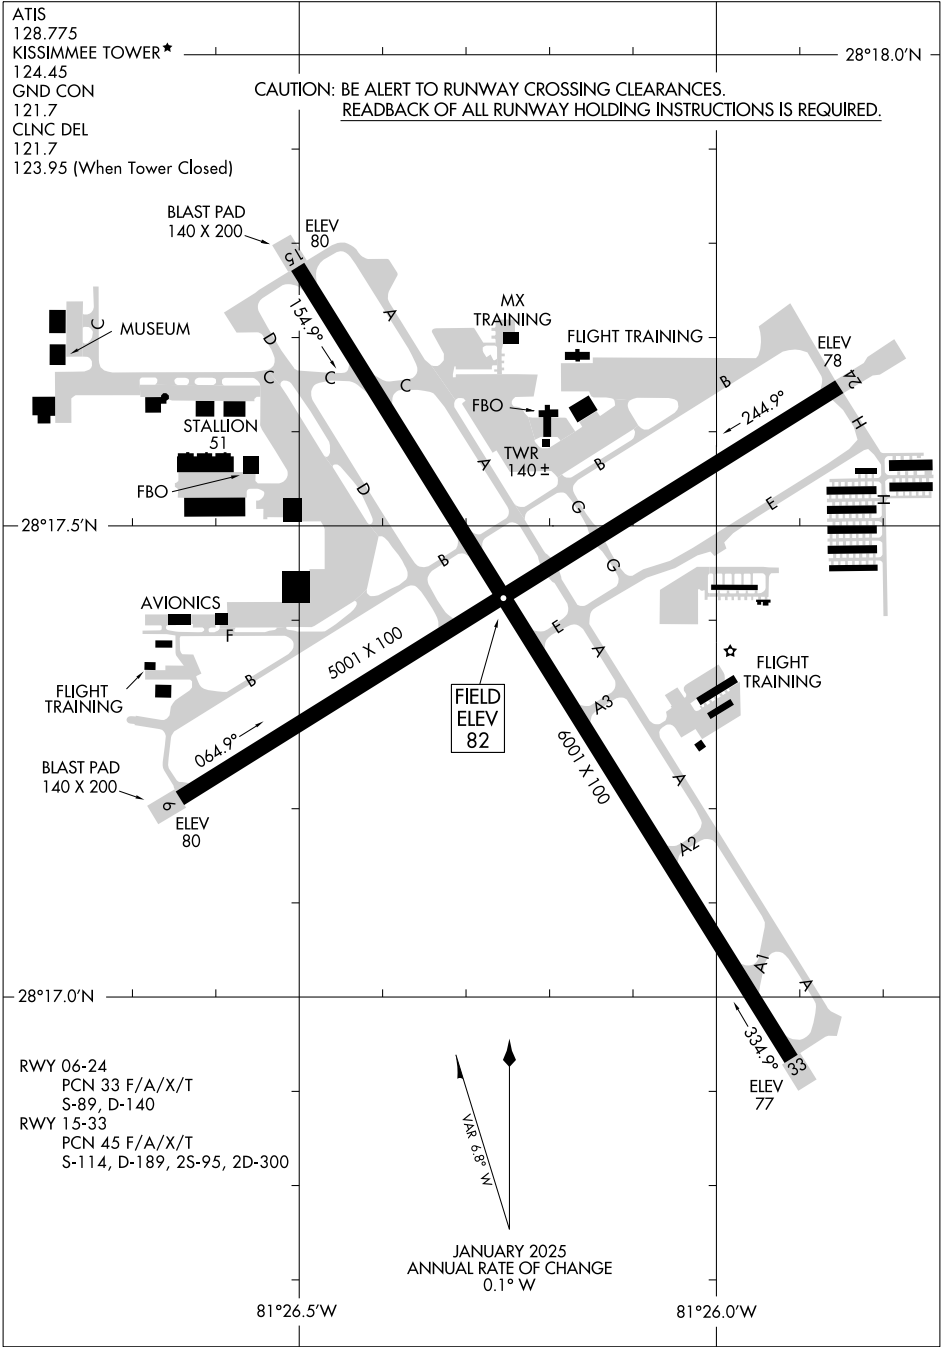 ATIS
128.775
KISSIMMEE TOWER★
124.45
GND CON
121.7
CLNC DEL
121.7
123.95 (When Tower Closed)
28°18.0'N
CAUTION: BE ALERT TO RUNWAY CROSSING CLEARANCES.
READBACK OF ALL RUNWAY HOLDING INSTRUCTIONS IS REQUIRED.
BLAST PAD
140 X 200
ELEV
80
15
A
154.9°
D
C
MUSEUM
C
C
C
MX
TRAINING
FLIGHT TRAINING
ELEV
78
24
B
244.9°
H
FBO
STALLION
51
TWR
140 ±
A
B
FBO
D
G
E
H
28°17.5'N
B
G
AVIONICS
F
E
A
5001 X 100
B
FLIGHT
TRAINING
FLIGHT
TRAINING
FIELD
ELEV
82
A3
064.9°
6001 X 100
BLAST PAD
140 X 200
6
ELEV
80
A
A2
A1
A
28°17.0'N
334.9°
33
ELEV
77
RWY 06-24
PCN 33 F/A/X/T
S-89, D-140
RWY 15-33
PCN 45 F/A/X/T
S-114, D-189, 2S-95, 2D-300
VAR 6.8° W
JANUARY 2025
ANNUAL RATE OF CHANGE
0.1° W
81°26.5'W
81°26.0'W